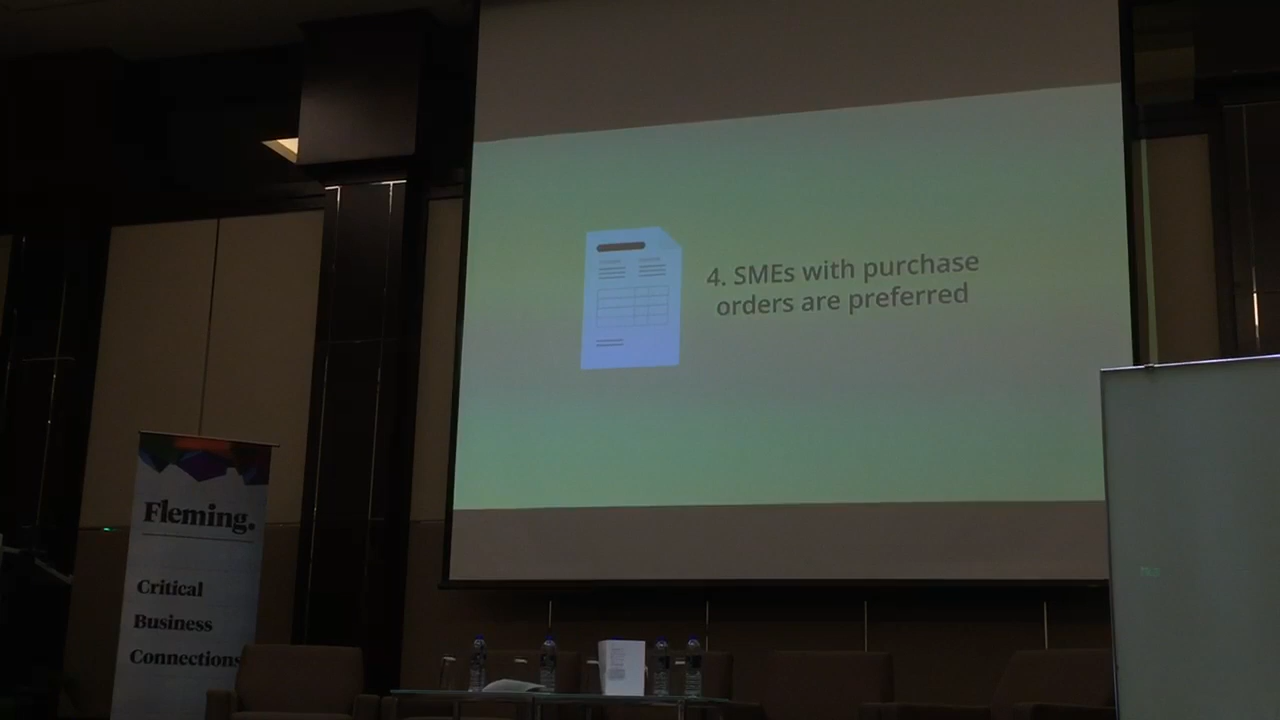 4. SMEs with purchase
orders are preferred
Fleming.
Critical
Business
Connections